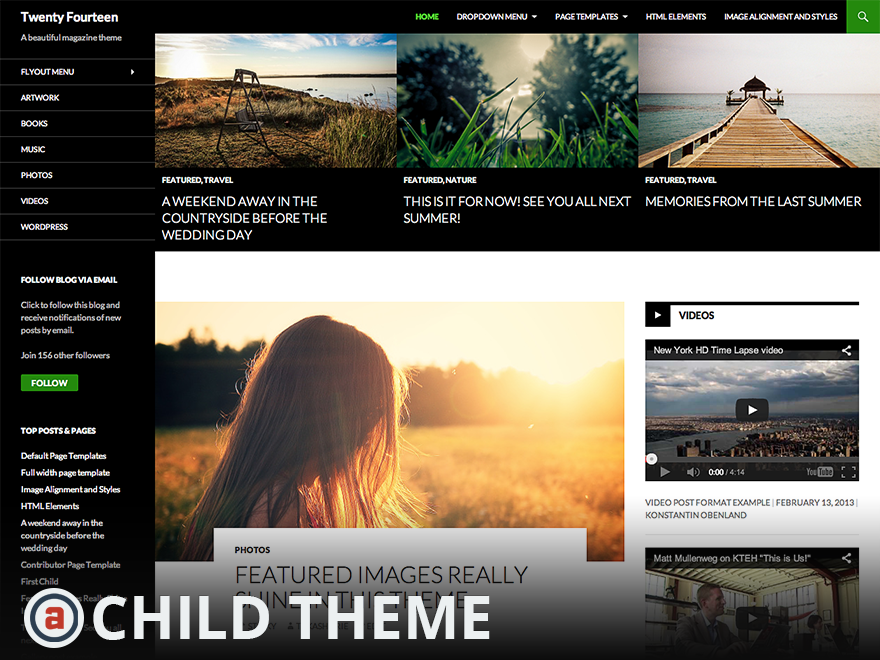 Twenty Fourteen
A beautiful magazine theme
HOME
DROPDOWN MENU
PAGE TEMPLATES
HTML ELEMENTS
IMAGE ALIGNMENT AND STYLES
FLYOUT MENU
ARTWORK
BOOKS
MUSIC
PHOTOS
VIDEOS
WORDPRESS
FEATURED, TRAVEL
A WEEKEND AWAY IN THE
COUNTRYSIDE BEFORE THE
WEDDING DAY
FEATURED, NATURE
THIS IS IT FOR NOW! SEE YOU ALL NEXT
SUMMER!
FEATURED, TRAVEL
MEMORIES FROM THE LAST SUMMER
FOLLOW BLOG VIA EMAIL
Click to follow this blog and
receive notifications of new
posts by email.
Join 156 other followers
FOLLOW
TOP POSTS & PAGES
Default Page Templates
Full width page template
Image Alignment and Styles
HTML Elements
A weekend away in the
countryside before the
wedding day
Contributor Page Template
First Child
PHOTOS
FEATURED IMAGES REALLY
SHINE IN THIS THEME
VIDEOS
New York HD Time Lapse video
0:00 / 4:14
YouTube
VIDEO POST FORMAT EXAMPLE | FEBRUARY 13, 2013 |
KONSTANTIN OBENLAND
Matt Mullenweg on KTEH "This is Us!"
a
CHILD THEME